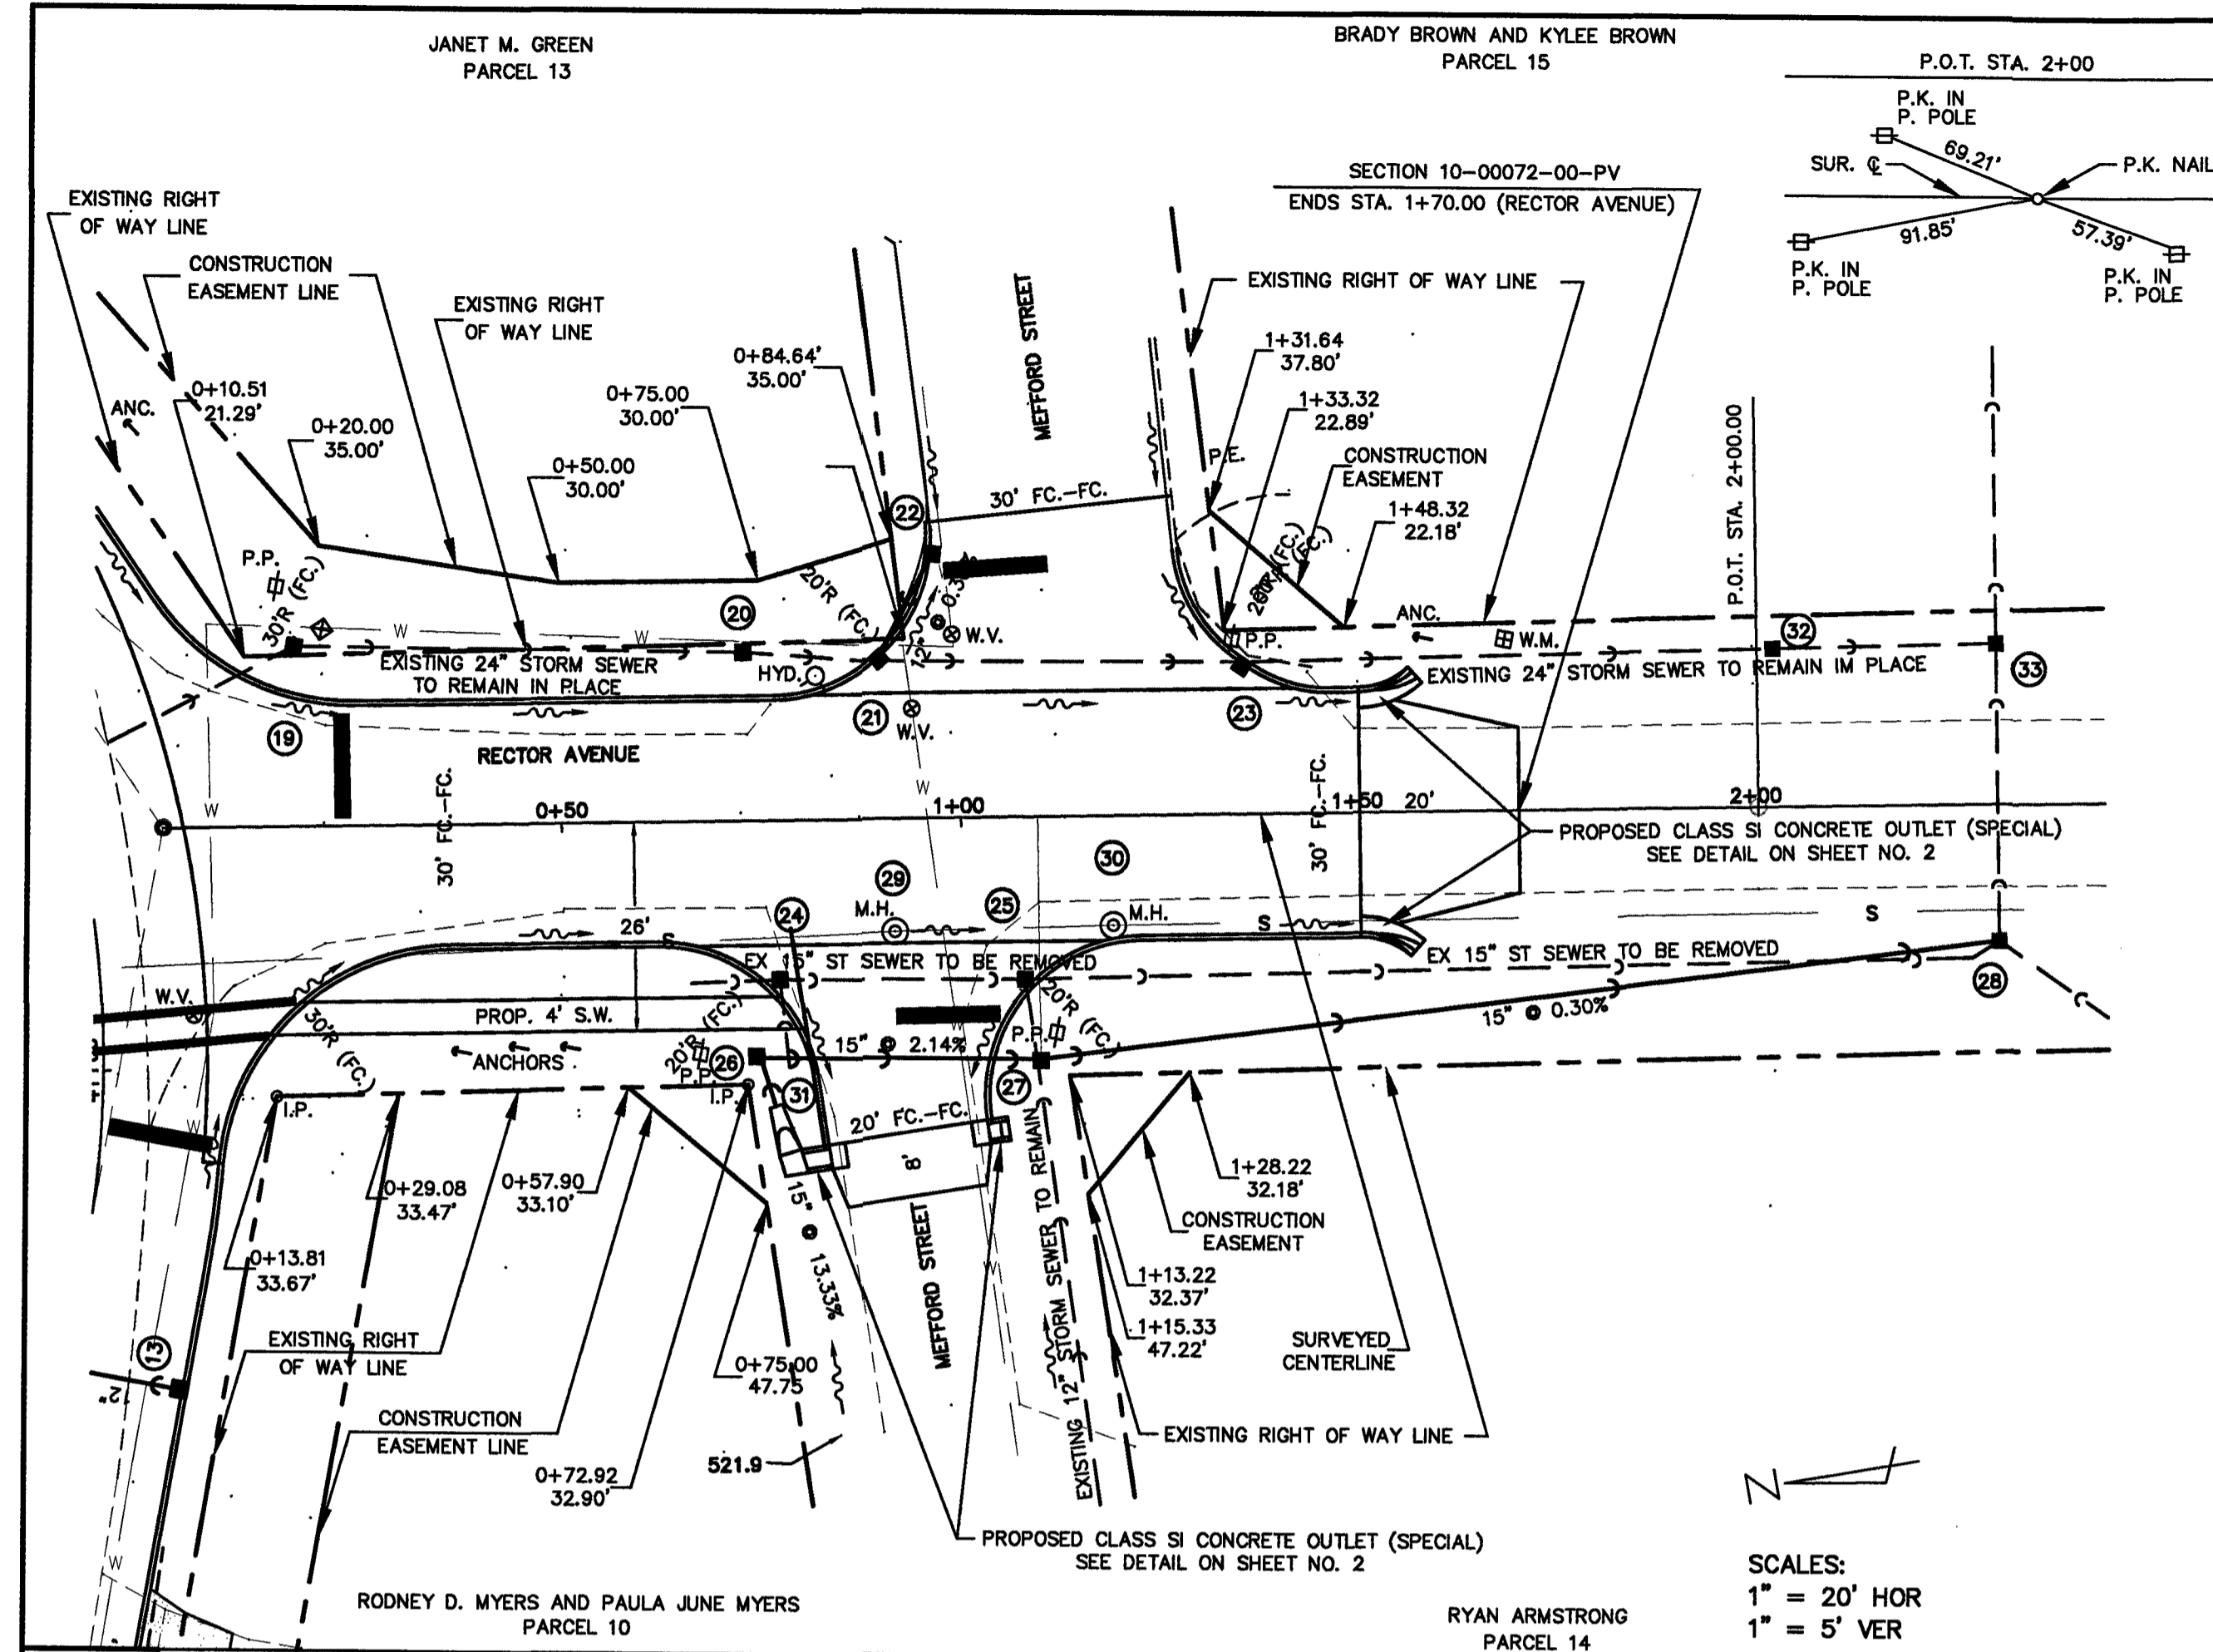 JANET M. GREEN
PARCEL 13
BRADY BROWN AND KYLEE BROWN
PARCEL 15
P.O.T. STA. 2+00
P.K. IN
P. POLE
69.21'
SUR. ℄
P.K. NAIL
91.85'
57.39'
P.K. IN
P. POLE
P.K. IN
P. POLE
SECTION 10-00072-00-PV
ENDS STA. 1+70.00 (RECTOR AVENUE)
EXISTING RIGHT
OF WAY LINE
CONSTRUCTION
EASEMENT LINE
EXISTING RIGHT
OF WAY LINE
MEFFORD STREET
EXISTING RIGHT OF WAY LINE
0+10.51
21.29'
ANC.
0+20.00
35.00'
0+50.00
30.00'
0+75.00
30.00'
0+84.64'
35.00'
1+31.64
37.80'
1+33.32
22.89'
P.E.
CONSTRUCTION
EASEMENT
1+48.32
22.18'
P.O.T. STA. 2+00.00
22
30' FC.-FC.
P.P.
30'R (FC.)
20
20'R (FC.)
12"
W.V.
P.P.
ANC.
W.M.
32
33
W
W
EXISTING 24" STORM SEWER
TO REMAIN IN PLACE
HYD.
EXISTING 24" STORM SEWER TO REMAIN IM PLACE
19
21
W.V.
23
RECTOR AVENUE
W
W
30' FC.-FC.
0+50
1+00
30' FC.-FC.
1+50
20'
2+00
PROPOSED CLASS SI CONCRETE OUTLET (SPECIAL)
SEE DETAIL ON SHEET NO. 2
30
29
M.H.
25
M.H.
24
26'
S
S
S
EX 15" ST SEWER TO BE REMOVED
EX 15" ST SEWER TO BE REMOVED
28
W.V.
PROP. 4' S.W.
30'R (FC.)
20'R (FC.)
20'R (FC.)
ANCHORS
P.P.
26
15" @ 2.14%
P.P.
15" @ 0.30%
I.P.
I.P.
31
27
W
20' FC.-FC.
8'
0+29.08
33.47'
0+57.90
33.10'
15" @ 13.33%
1+28.22
32.18'
CONSTRUCTION
EASEMENT
0+13.81
33.67'
MEFFORD STREET
W
EXISTING 12" STORM SEWER TO REMAIN
1+13.22
32.37'
1+15.33
47.22'
13
12"
EXISTING RIGHT
OF WAY LINE
0+75.00
47.75
SURVEYED
CENTERLINE
CONSTRUCTION
EASEMENT LINE
0+72.92
32.90'
521.9
EXISTING RIGHT OF WAY LINE
N
PROPOSED CLASS SI CONCRETE OUTLET (SPECIAL)
SEE DETAIL ON SHEET NO. 2
W
RODNEY D. MYERS AND PAULA JUNE MYERS
PARCEL 10
RYAN ARMSTRONG
PARCEL 14
SCALES:
1" = 20' HOR
1" = 5' VER